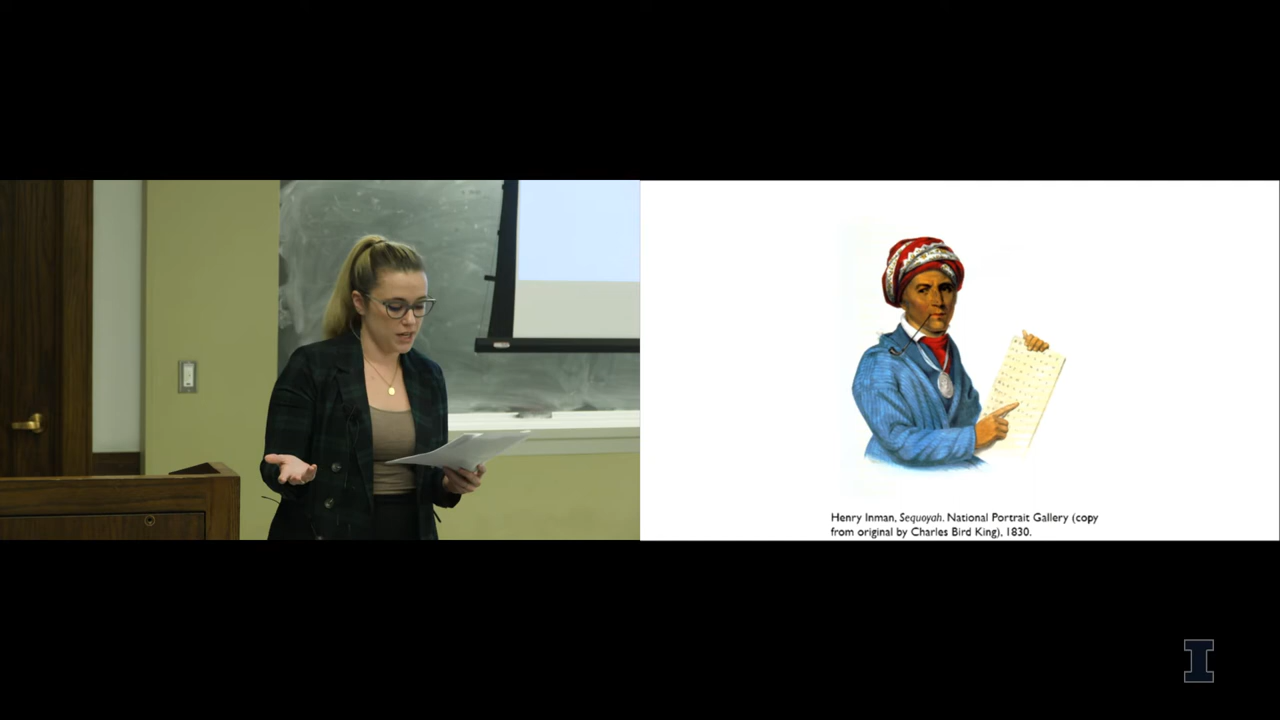 Henry Inman, Sequoyah. National Portrait Gallery (copy
from original by Charles Bird King), 1830.
I